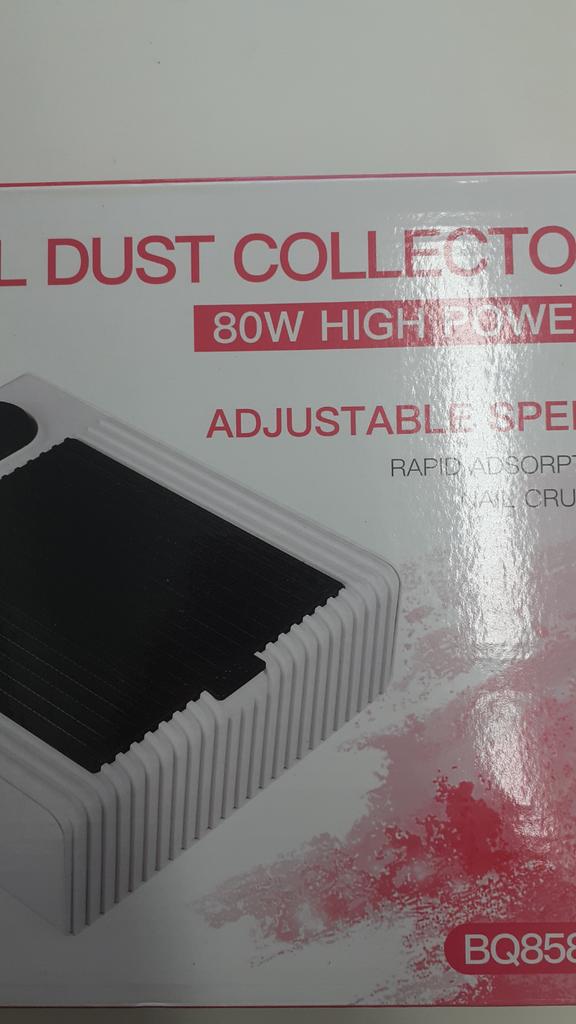 L DUST COLLECTO
80W HIGH POWE
ADJUSTABLE SPE
RAPID ADSORPT
NAIL CRU
BQ858